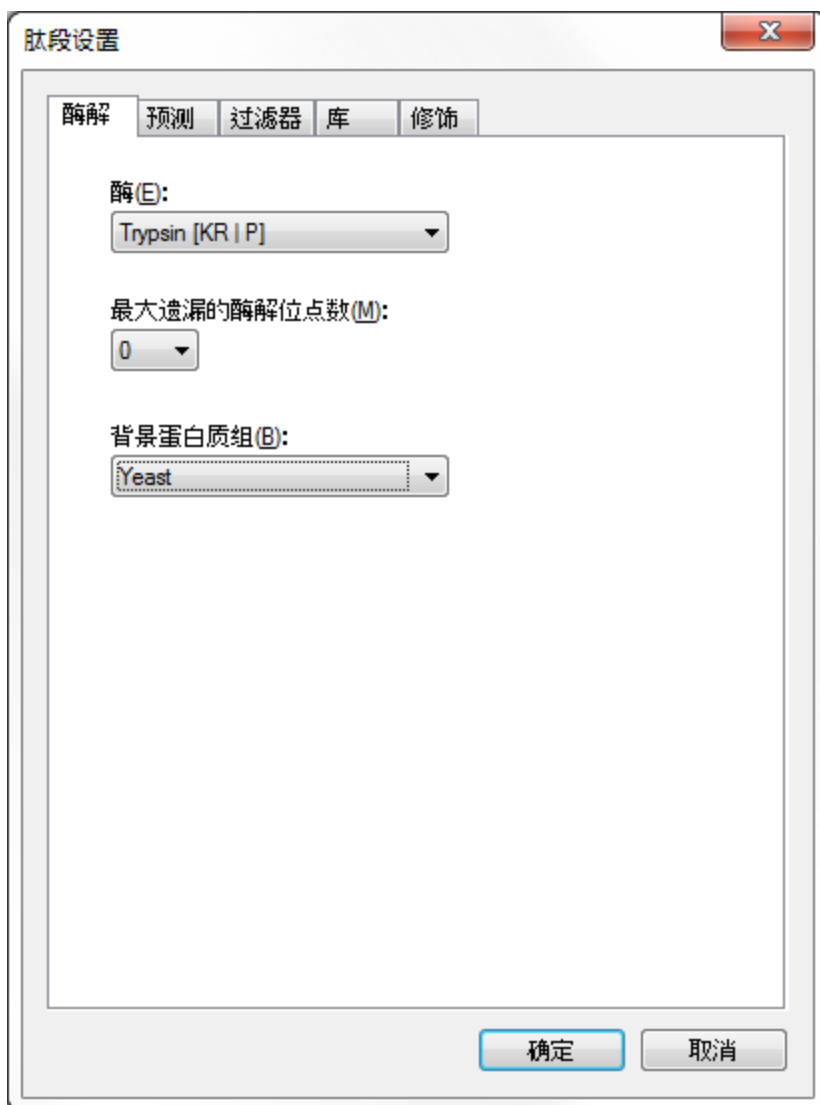 肽段设置
酶解 预测 过滤器 库 修饰
酶(E):
Trypsin [KR | P]
最大遗漏的酶解位点数(M):
0
背景蛋白质组(B):
Yeast
确定 取消